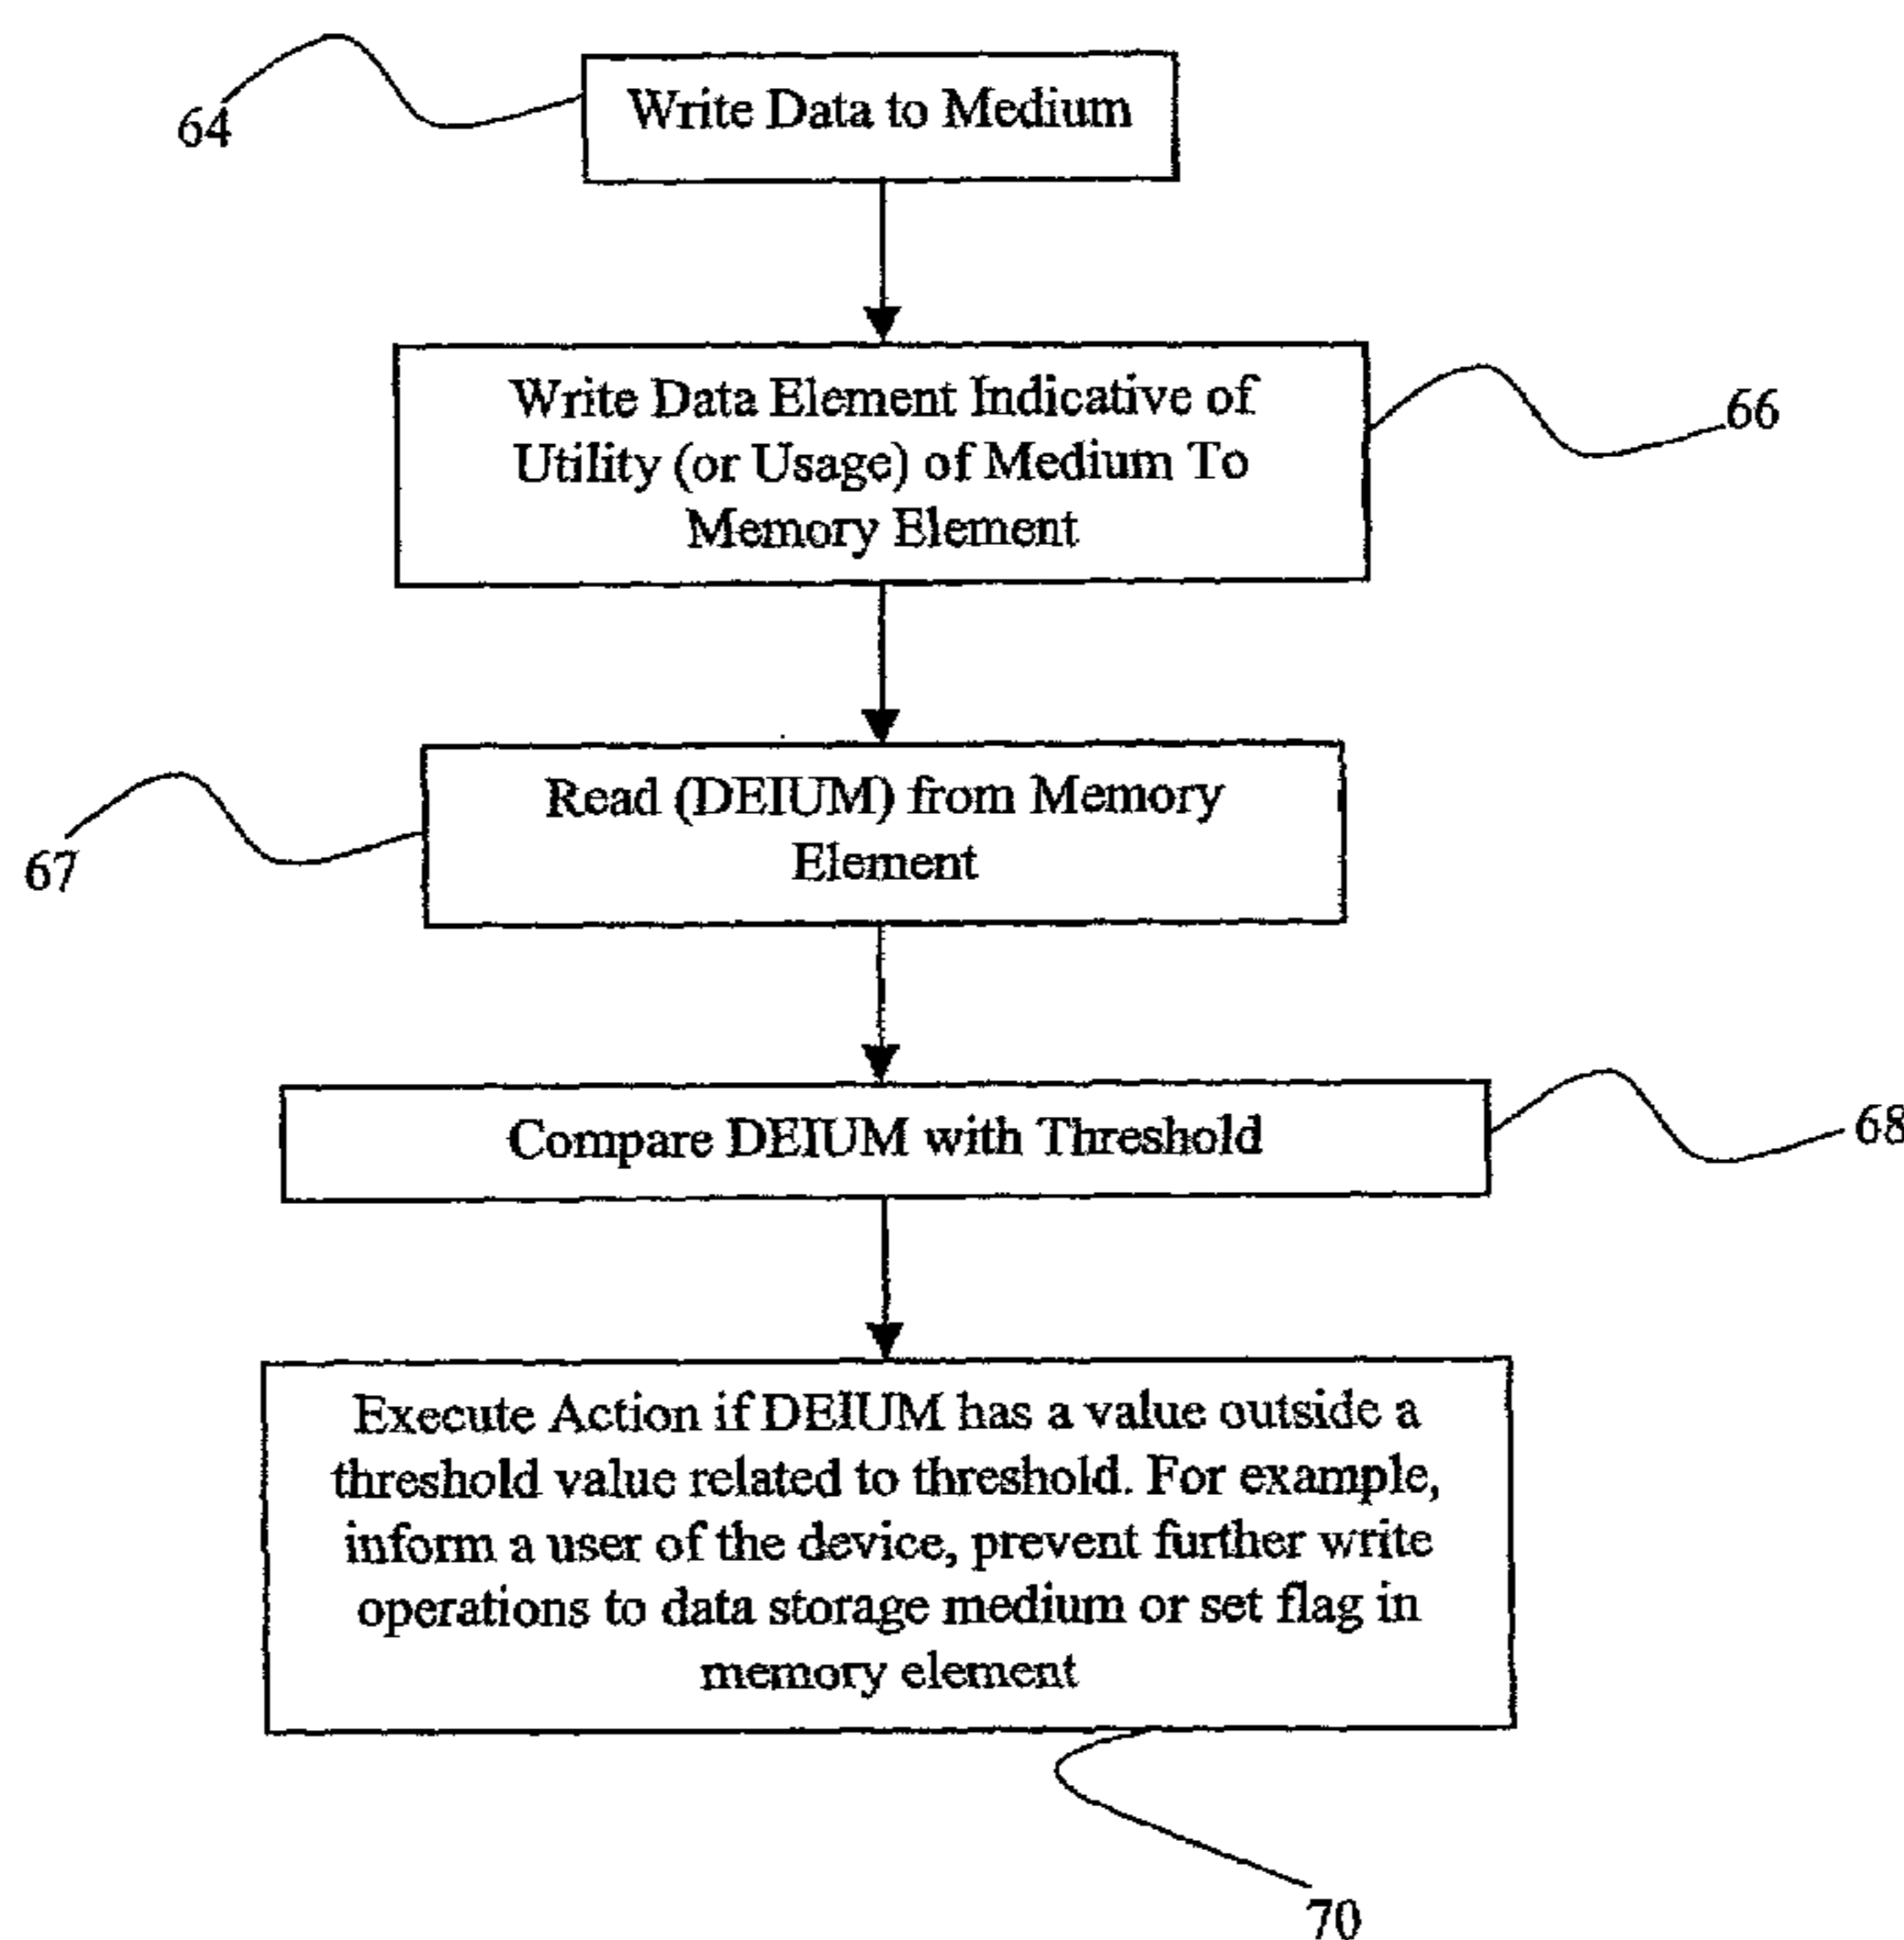 64
Write Data to Medium
Write Data Element Indicative of
Utility (or Usage) of Medium To
Memory Element
66
Read (DEIUM) from Memory
Element
67
Compare DEIUM with Threshold
68
Execute Action if DEIUM has a value outside a
threshold value related to threshold. For example,
inform a user of the device, prevent further write
operations to data storage medium or set flag in
memory element
70